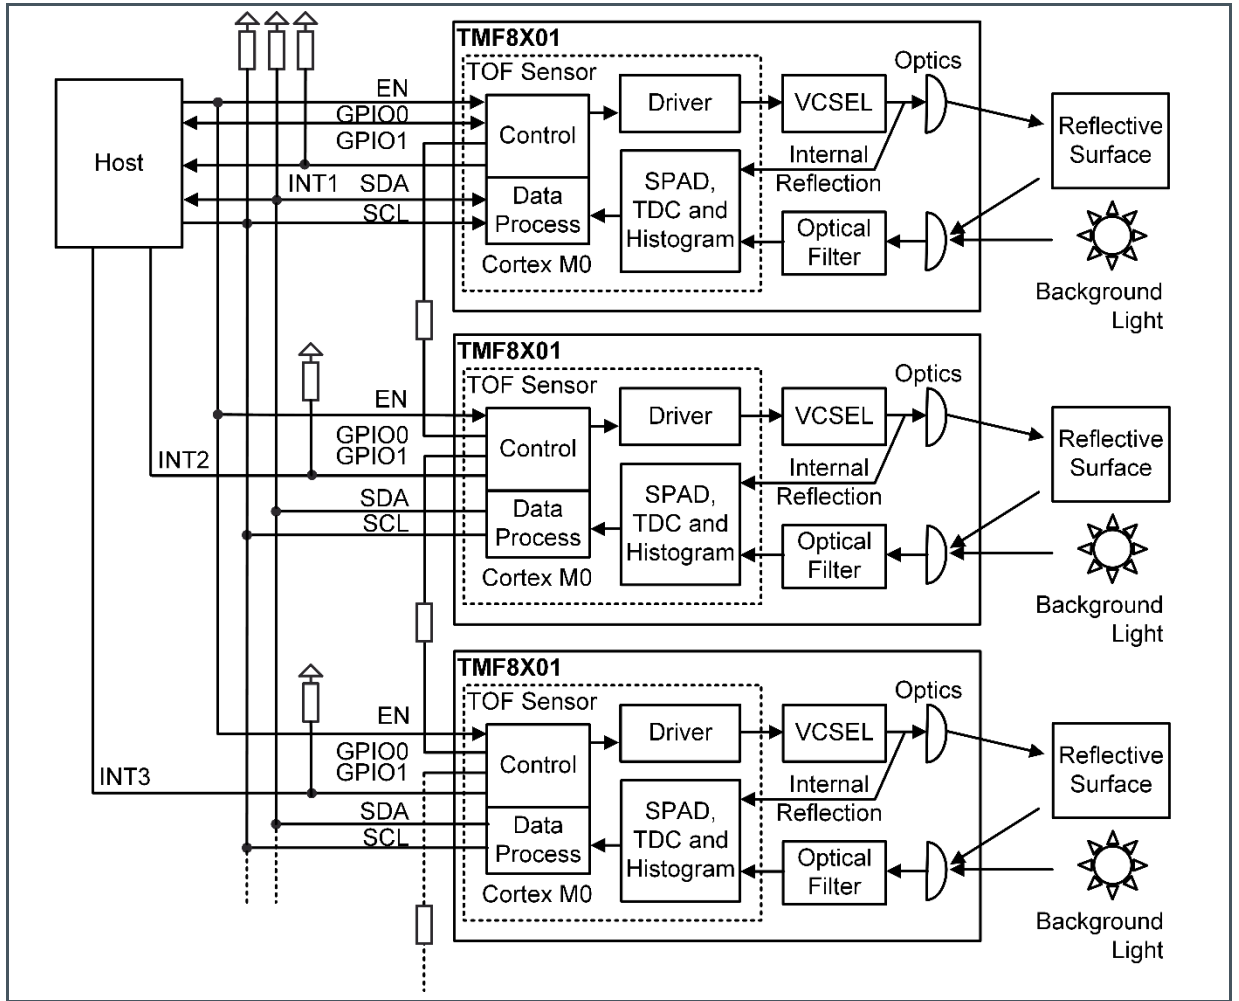 TMF8X01
TOF Sensor
Optics
EN
Driver
VCSEL
GPIO0
Control
Reflective
Surface
Host
GPIO1
Internal
Reflection
INT1
SDA
SPAD,
TDC and
Histogram
Data
Process
SCL
Optical
Filter
Cortex M0
Background
Light
TMF8X01
TOF Sensor
Optics
EN
Driver
VCSEL
GPIO0
Control
Reflective
Surface
GPIO1
INT2
Internal
Reflection
SDA
SPAD,
TDC and
Histogram
Data
Process
SCL
Optical
Filter
Cortex M0
Background
Light
TMF8X01
TOF Sensor
Optics
EN
Driver
VCSEL
GPIO0
Control
Reflective
Surface
GPIO1
INT3
Internal
Reflection
SDA
SPAD,
TDC and
Histogram
Data
Process
SCL
Optical
Filter
Cortex M0
Background
Light